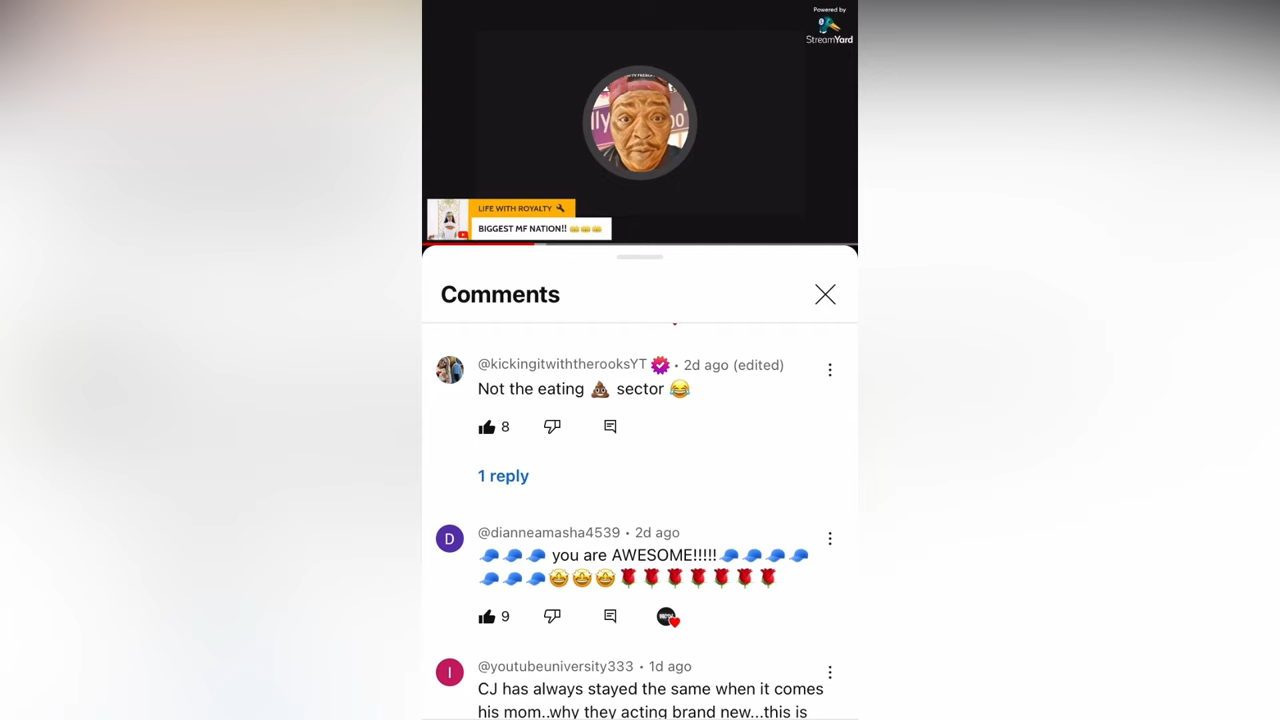 Powered by
StreamYard
lly
oo
LIFE WITH ROYALTY 🔧
BIGGEST MF NATION!! 👑👑👑
Comments
@kickingitwiththerooksYT • 2d ago (edited)
Not the eating 💩 sector 😂
8
1 reply
D
@dianneamasha4539 • 2d ago
🧢🧢🧢 you are AWESOME!!!!!🧢🧢🧢🧢
🧢🧢🧢🤩🤩🤩🌹🌹🌹🌹🌹🌹🌹
9
I
@youtubeuniversity333 • 1d ago
CJ has always stayed the same when it comes
his mom..why they acting brand new...this is